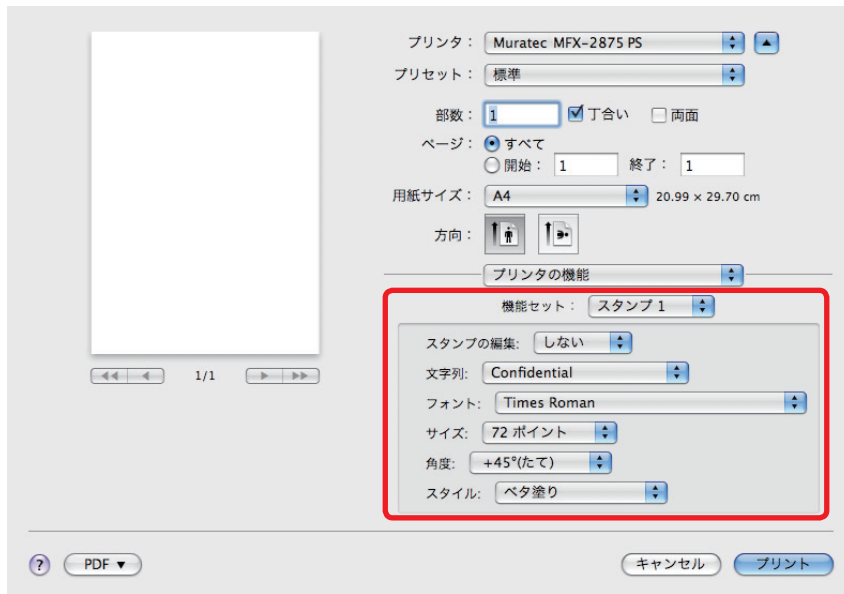 プリンタ： Muratec MFX-2875 PS
プリセット： 標準
部数： 1 丁合い 両面
ページ： すべて
開始： 1 終了： 1
用紙サイズ： A4 20.99 × 29.70 cm
方向：
プリンタの機能
機能セット： スタンプ 1
スタンプの編集: しない
文字列: Confidential
フォント: Times Roman
サイズ: 72 ポイント
角度: +45°(たて)
スタイル: ベタ塗り
1/1
? PDF ▼ キャンセル プリント